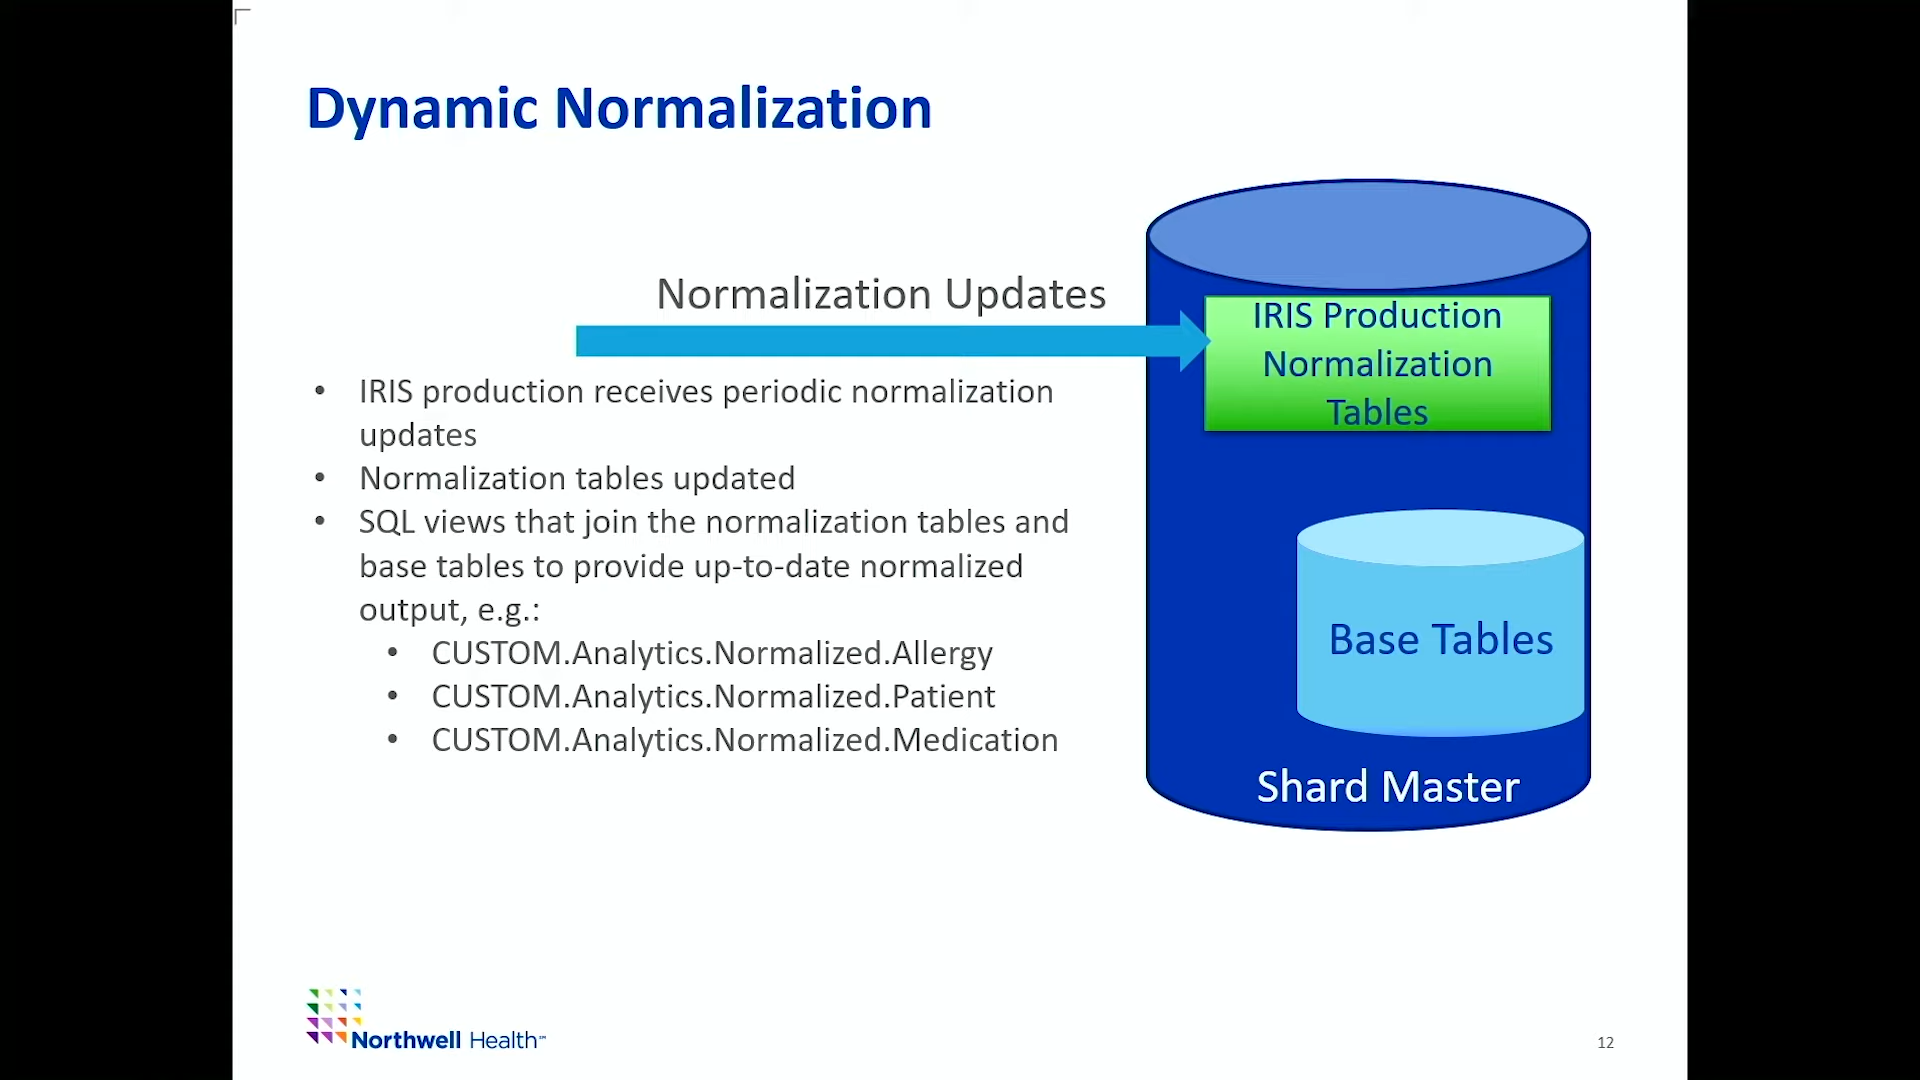 Dynamic Normalization
Normalization Updates
IRIS Production
Normalization
Tables
• IRIS production receives periodic normalization
updates
• Normalization tables updated
• SQL views that join the normalization tables and
base tables to provide up-to-date normalized
output, e.g.:
• CUSTOM.Analytics.Normalized.Allergy
• CUSTOM.Analytics.Normalized.Patient
• CUSTOM.Analytics.Normalized.Medication
Base Tables
Shard Master
Northwell Health℠
12